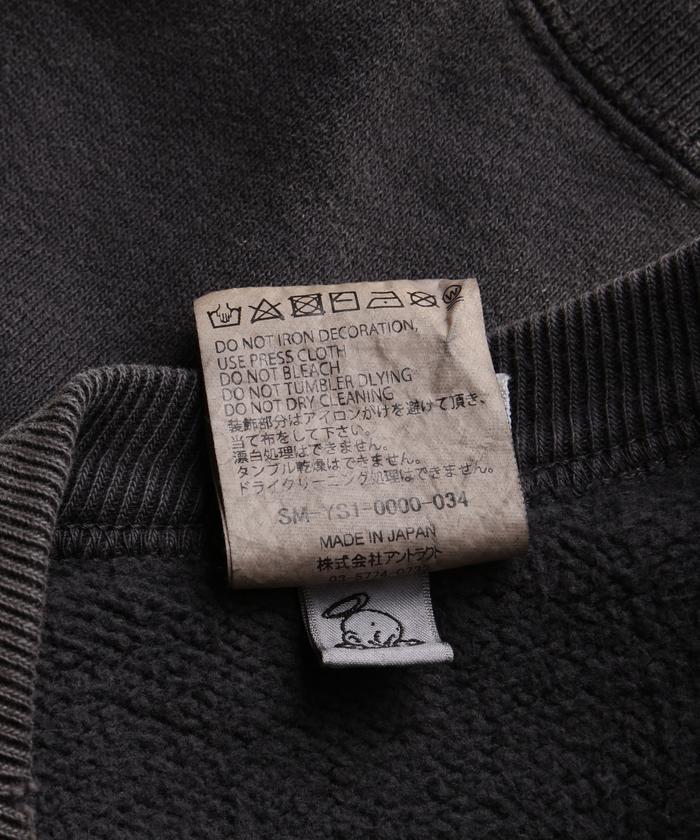 DO NOT IRON DECORATION,
USE PRESS CLOTH
DO NOT BLEACH
DO NOT TUMBLER DLYING
DO NOT DRY CLEANING
装飾部分はアイロンがけを避けて頂き、
当て布をして下さい。
漂白処理はできません。
タンブル乾燥はできません。
ドライクリーニング処理はできません。
SM-YS1-0000-034
MADE IN JAPAN
株式会社アントラクト